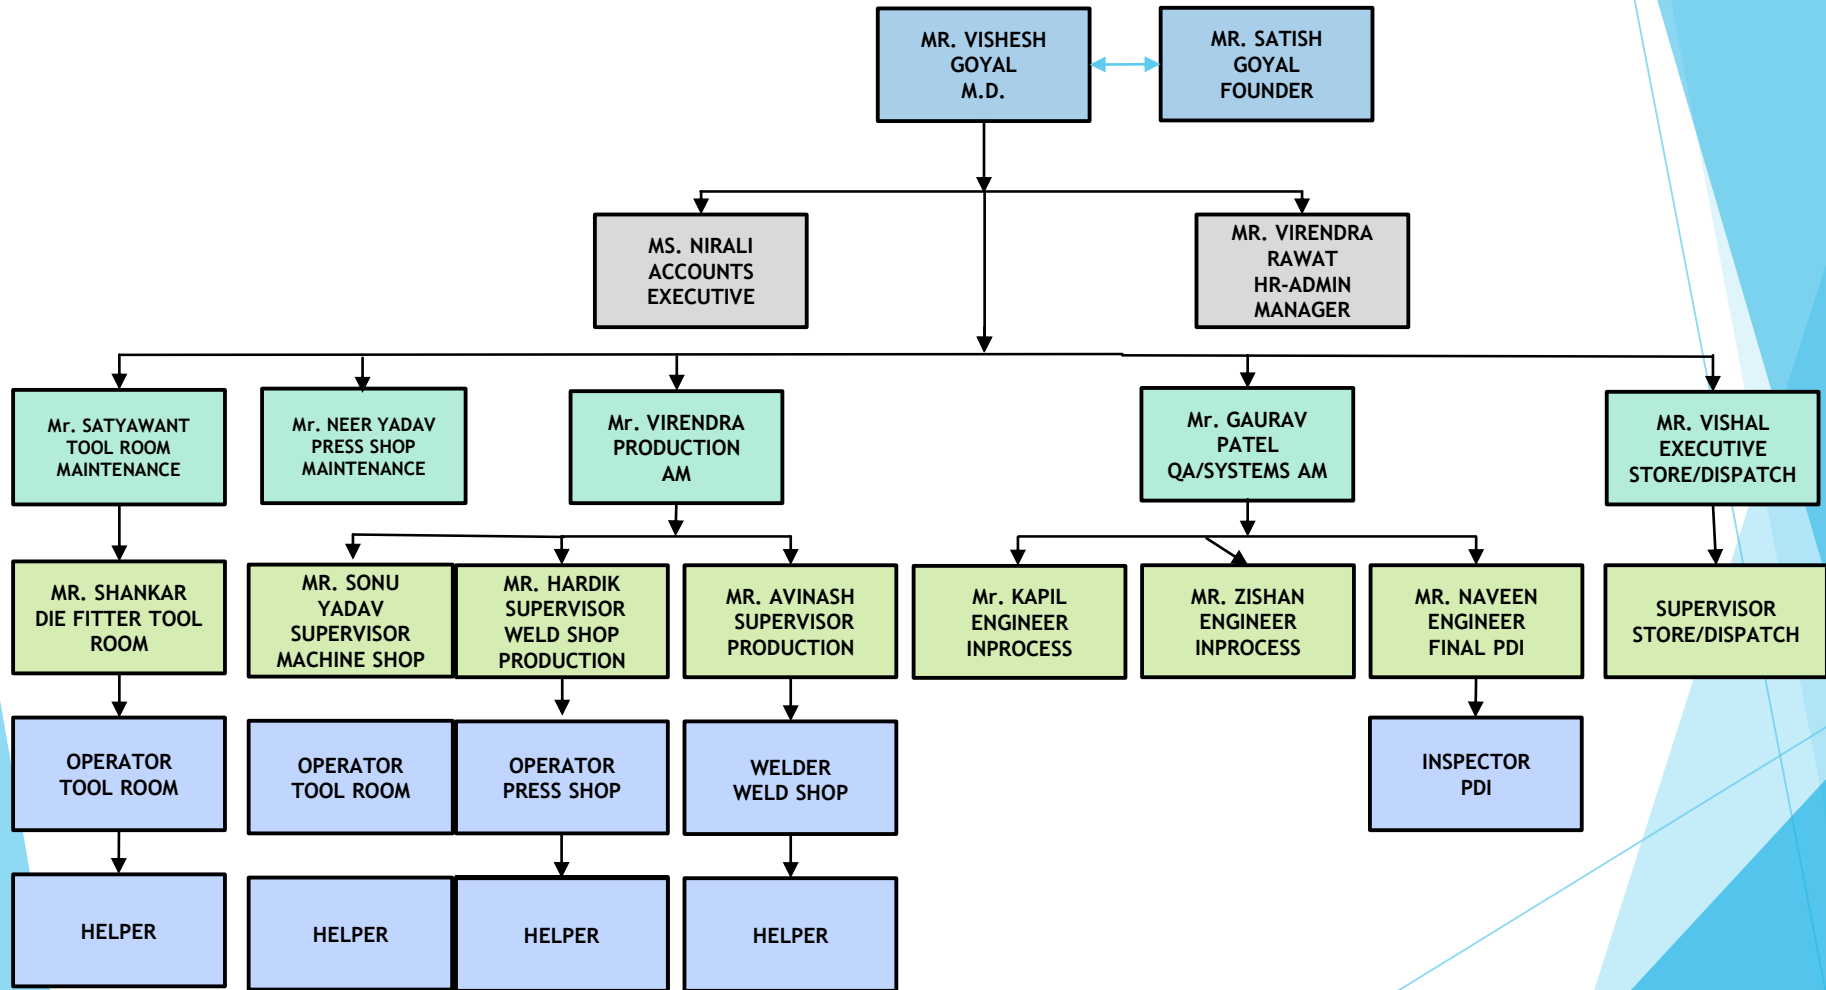 MR. VISHESH
GOYAL
M.D.
MR. SATISH
GOYAL
FOUNDER
MS. NIRALI
ACCOUNTS
EXECUTIVE
MR. VIRENDRA
RAWAT
HR-ADMIN
MANAGER
Mr. SATYAWANT
TOOL ROOM
MAINTENANCE
Mr. NEER YADAV
PRESS SHOP
MAINTENANCE
Mr. VIRENDRA
PRODUCTION
AM
Mr. GAURAV
PATEL
QA/SYSTEMS AM
MR. VISHAL
EXECUTIVE
STORE/DISPATCH
MR. SHANKAR
DIE FITTER TOOL
ROOM
MR. SONU
YADAV
SUPERVISOR
MACHINE SHOP
MR. HARDIK
SUPERVISOR
WELD SHOP
PRODUCTION
MR. AVINASH
SUPERVISOR
PRODUCTION
Mr. KAPIL
ENGINEER
INPROCESS
MR. ZISHAN
ENGINEER
INPROCESS
MR. NAVEEN
ENGINEER
FINAL PDI
SUPERVISOR
STORE/DISPATCH
OPERATOR
TOOL ROOM
OPERATOR
TOOL ROOM
OPERATOR
PRESS SHOP
WELDER
WELD SHOP
INSPECTOR
PDI
HELPER
HELPER
HELPER
HELPER